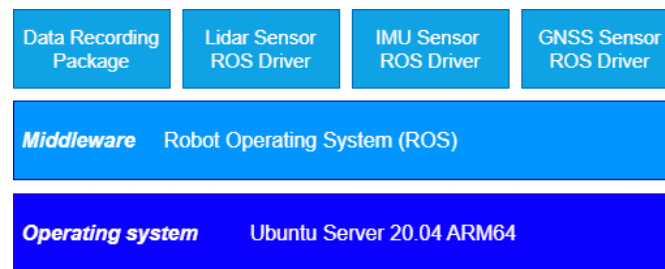 Data Recording
Package
Lidar Sensor
ROS Driver
IMU Sensor
ROS Driver
GNSS Sensor
ROS Driver
Middleware Robot Operating System (ROS)
Operating system Ubuntu Server 20.04 ARM64